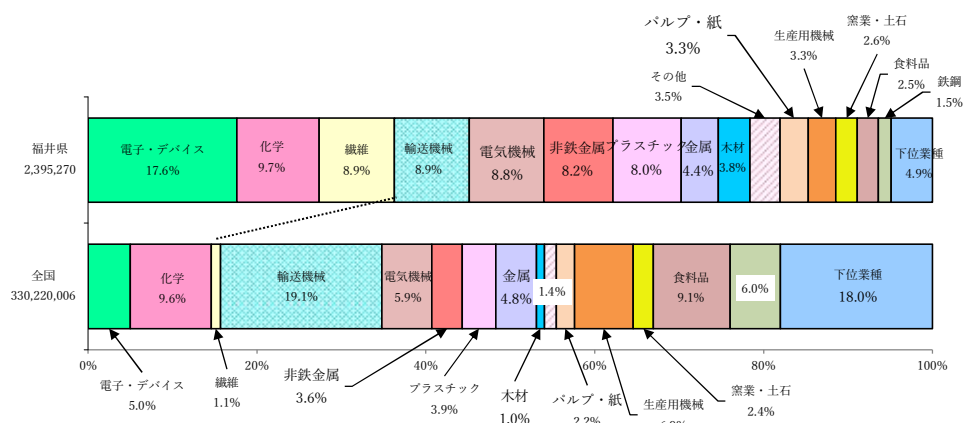 パルプ・紙
3.3%
窯業・土石
2.6%
生産用機械
3.3%
食料品
2.5%
鉄鋼
1.5%
その他
3.5%
福井県
2,395,270
電子・デバイス
17.6%
化学
9.7%
繊維
8.9%
輸送機械
8.9%
電気機械
8.8%
非鉄金属
8.2%
プラスチック
8.0%
金属
4.4%
木材
3.8%
下位業種
4.9%
全国
330,220,006
化学
9.6%
輸送機械
19.1%
電気機械
5.9%
金属
4.8%
1.4%
食料品
9.1%
6.0%
下位業種
18.0%
0%
20%
40%
60%
80%
100%
電子・デバイス
5.0%
繊維
1.1%
非鉄金属
3.6%
プラスチック
3.9%
木材
1.0%
パルプ・紙
2.2%
生産用機械
窯業・土石
2.4%